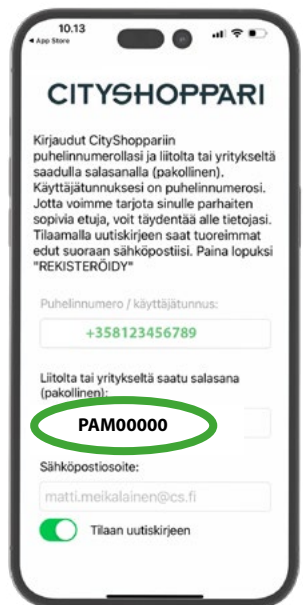 10.13
◀ App Store
CITYSHOPPARI
Kirjaudut CityShoppariin
puhelinnumerollasi ja liitolta tai yritykseltä
saadulla salasanalla (pakollinen).
Käyttäjätunnuksesi on puhelinnumerosi.
Jotta voimme tarjota sinulle parhaiten
sopivia etuja, voit täydentää alle tietojasi.
Tilaamalla uutiskirjeen saat tuoreimmat
edut suoraan sähköpostiisi. Paina lopuksi
"REKISTERÖIDY"
Puhelinnumero / käyttäjätunnus:
+358123456789
Liitolta tai yritykseltä saatu salasana
(pakollinen):
PAM00000
Sähköpostiosoite:
matti.meikalainen@cs.fi
Tilaan uutiskirjeen